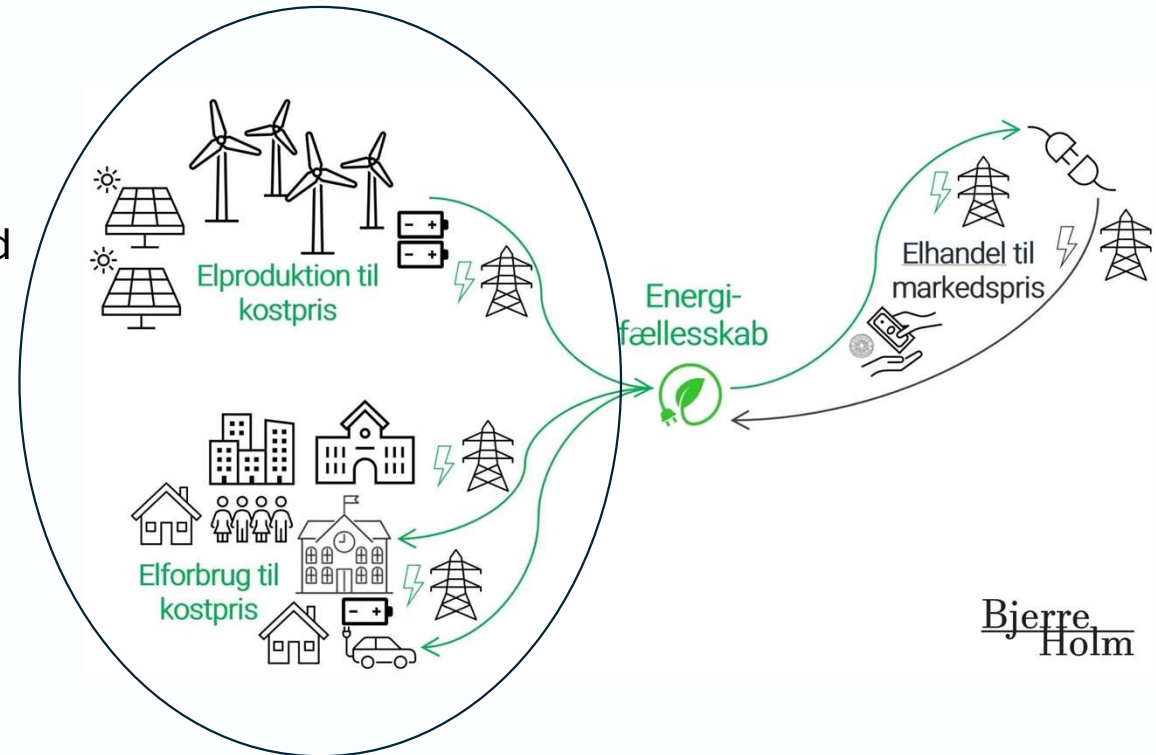 d
Elproduktion til
kostpris
Energi-
fællesskab
Elhandel til
markedspris
Elforbrug til
kostpris
Bjerre
Holm